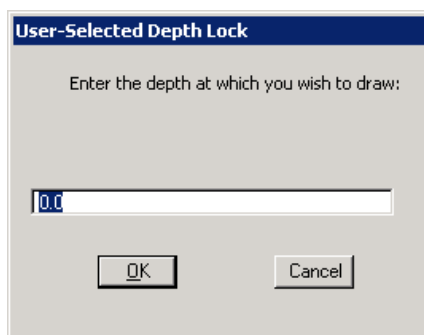 User-Selected Depth Lock
Enter the depth at which you wish to draw:
0.0
OK Cancel